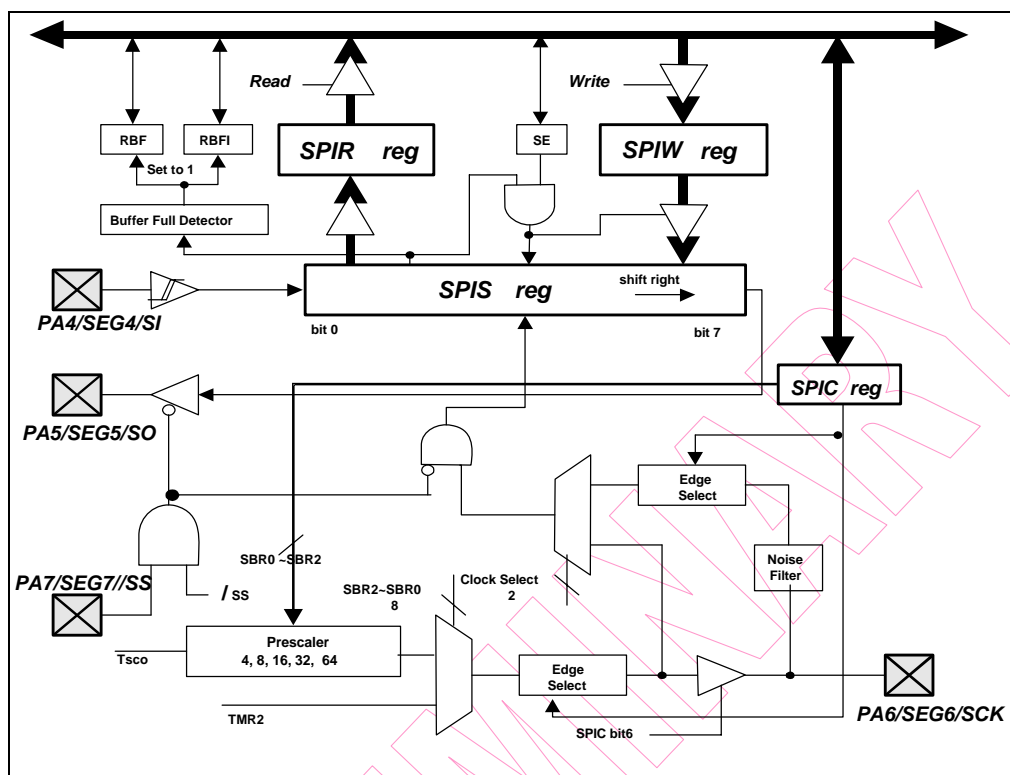 Read
Write
RBF
RBFI
SPIR reg
SE
SPIW reg
Set to 1
Buffer Full Detector
SPIS reg
shift right
PA4/SEG4/SI
bit 0
bit 7
SPIC reg
PA5/SEG5/SO
Edge
Select
Noise
Filter
SBR0 ~SBR2
PA7/SEG7//SS
/ SS
SBR2~SBR0
8
Clock Select
2
Prescaler
4, 8, 16, 32, 64
Tsco
Edge
Select
TMR2
SPIC bit6
PA6/SEG6/SCK